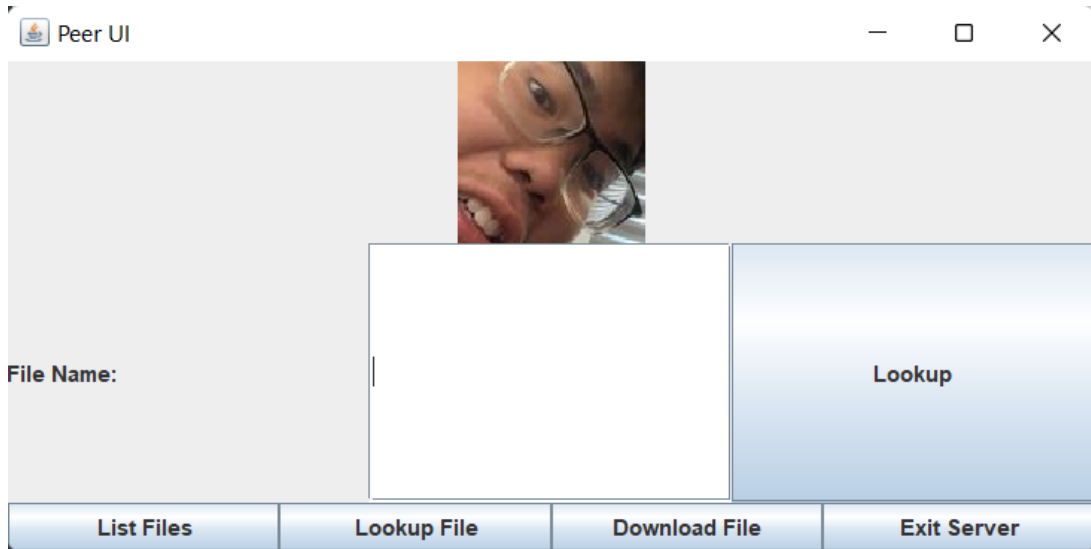 Peer UI
File Name:
Lookup
List Files
Lookup File
Download File
Exit Server